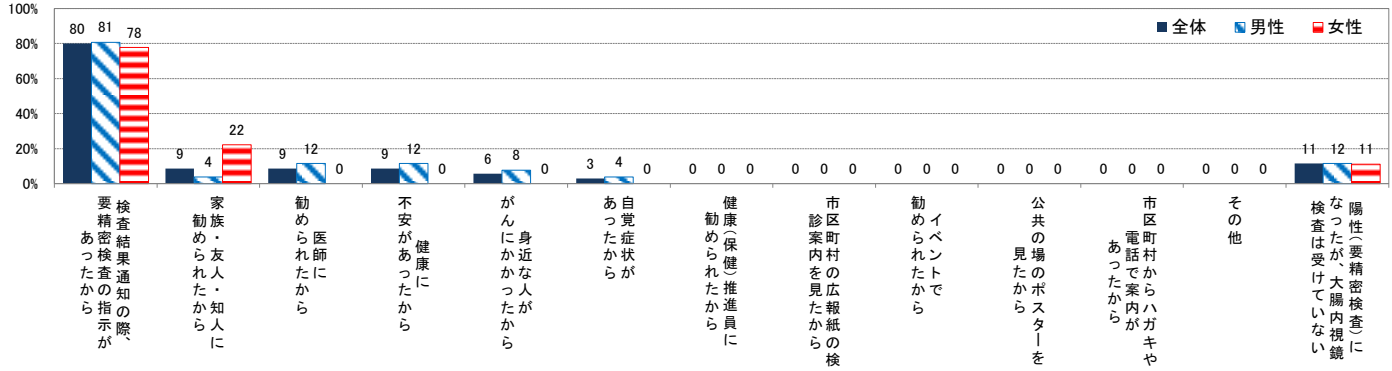 100%
80%
60%
40%
20%
0%
全体 男性 女性
80 81 78
9 4 22
9 12 0
9 12 0
6 8 0
3 4 0
0 0 0
0 0 0
0 0 0
0 0 0
0 0 0
0 0 0
11 12 11
検査結果通知の際、
要精密検査の指示が
あったから
家族・友人・知人に
勧められたから
医師に
勧められたから
健康に
不安があったから
身近な人が
がんにかかったから
自覚症状が
あったから
健康(保健)推進員に
勧められたから
市区町村の広報紙の検
診案内を見たから
イベントで
勧められたから
公共の場のポスターを
見たから
市区町村からハガキや
電話で案内が
あったから
その他
陽性(要精密検査)に
なったが、大腸内視鏡
検査は受けていない